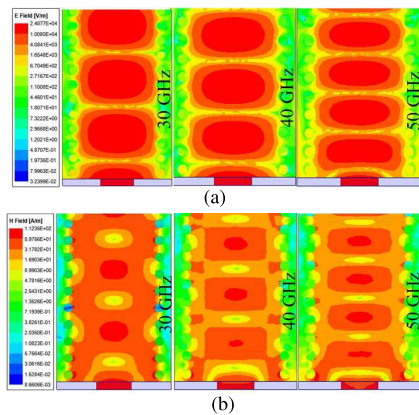 E Field [V/m]
2.4877E+04
1.0080E+04
4.0841E+03
1.6548E+03
6.7049E+02
2.7167E+02
1.1008E+02
4.4601E+01
1.8071E+01
7.3222E+00
2.9668E+00
1.2021E+00
4.8707E-01
1.9736E-01
7.9963E-02
3.2399E-02
30 GHz
40 GHz
50 GHz
(a)
H Field [A/m]
1.1236E+02
5.9766E+01
3.1782E+01
1.6903E+01
8.9903E+00
4.7816E+00
2.5431E+00
1.3526E+00
7.1939E-01
3.8261E-01
2.0350E-01
1.0823E-01
5.7564E-02
3.0616E-02
1.6284E-02
8.6606E-03
30 GHz
40 GHz
50 GHz
(b)